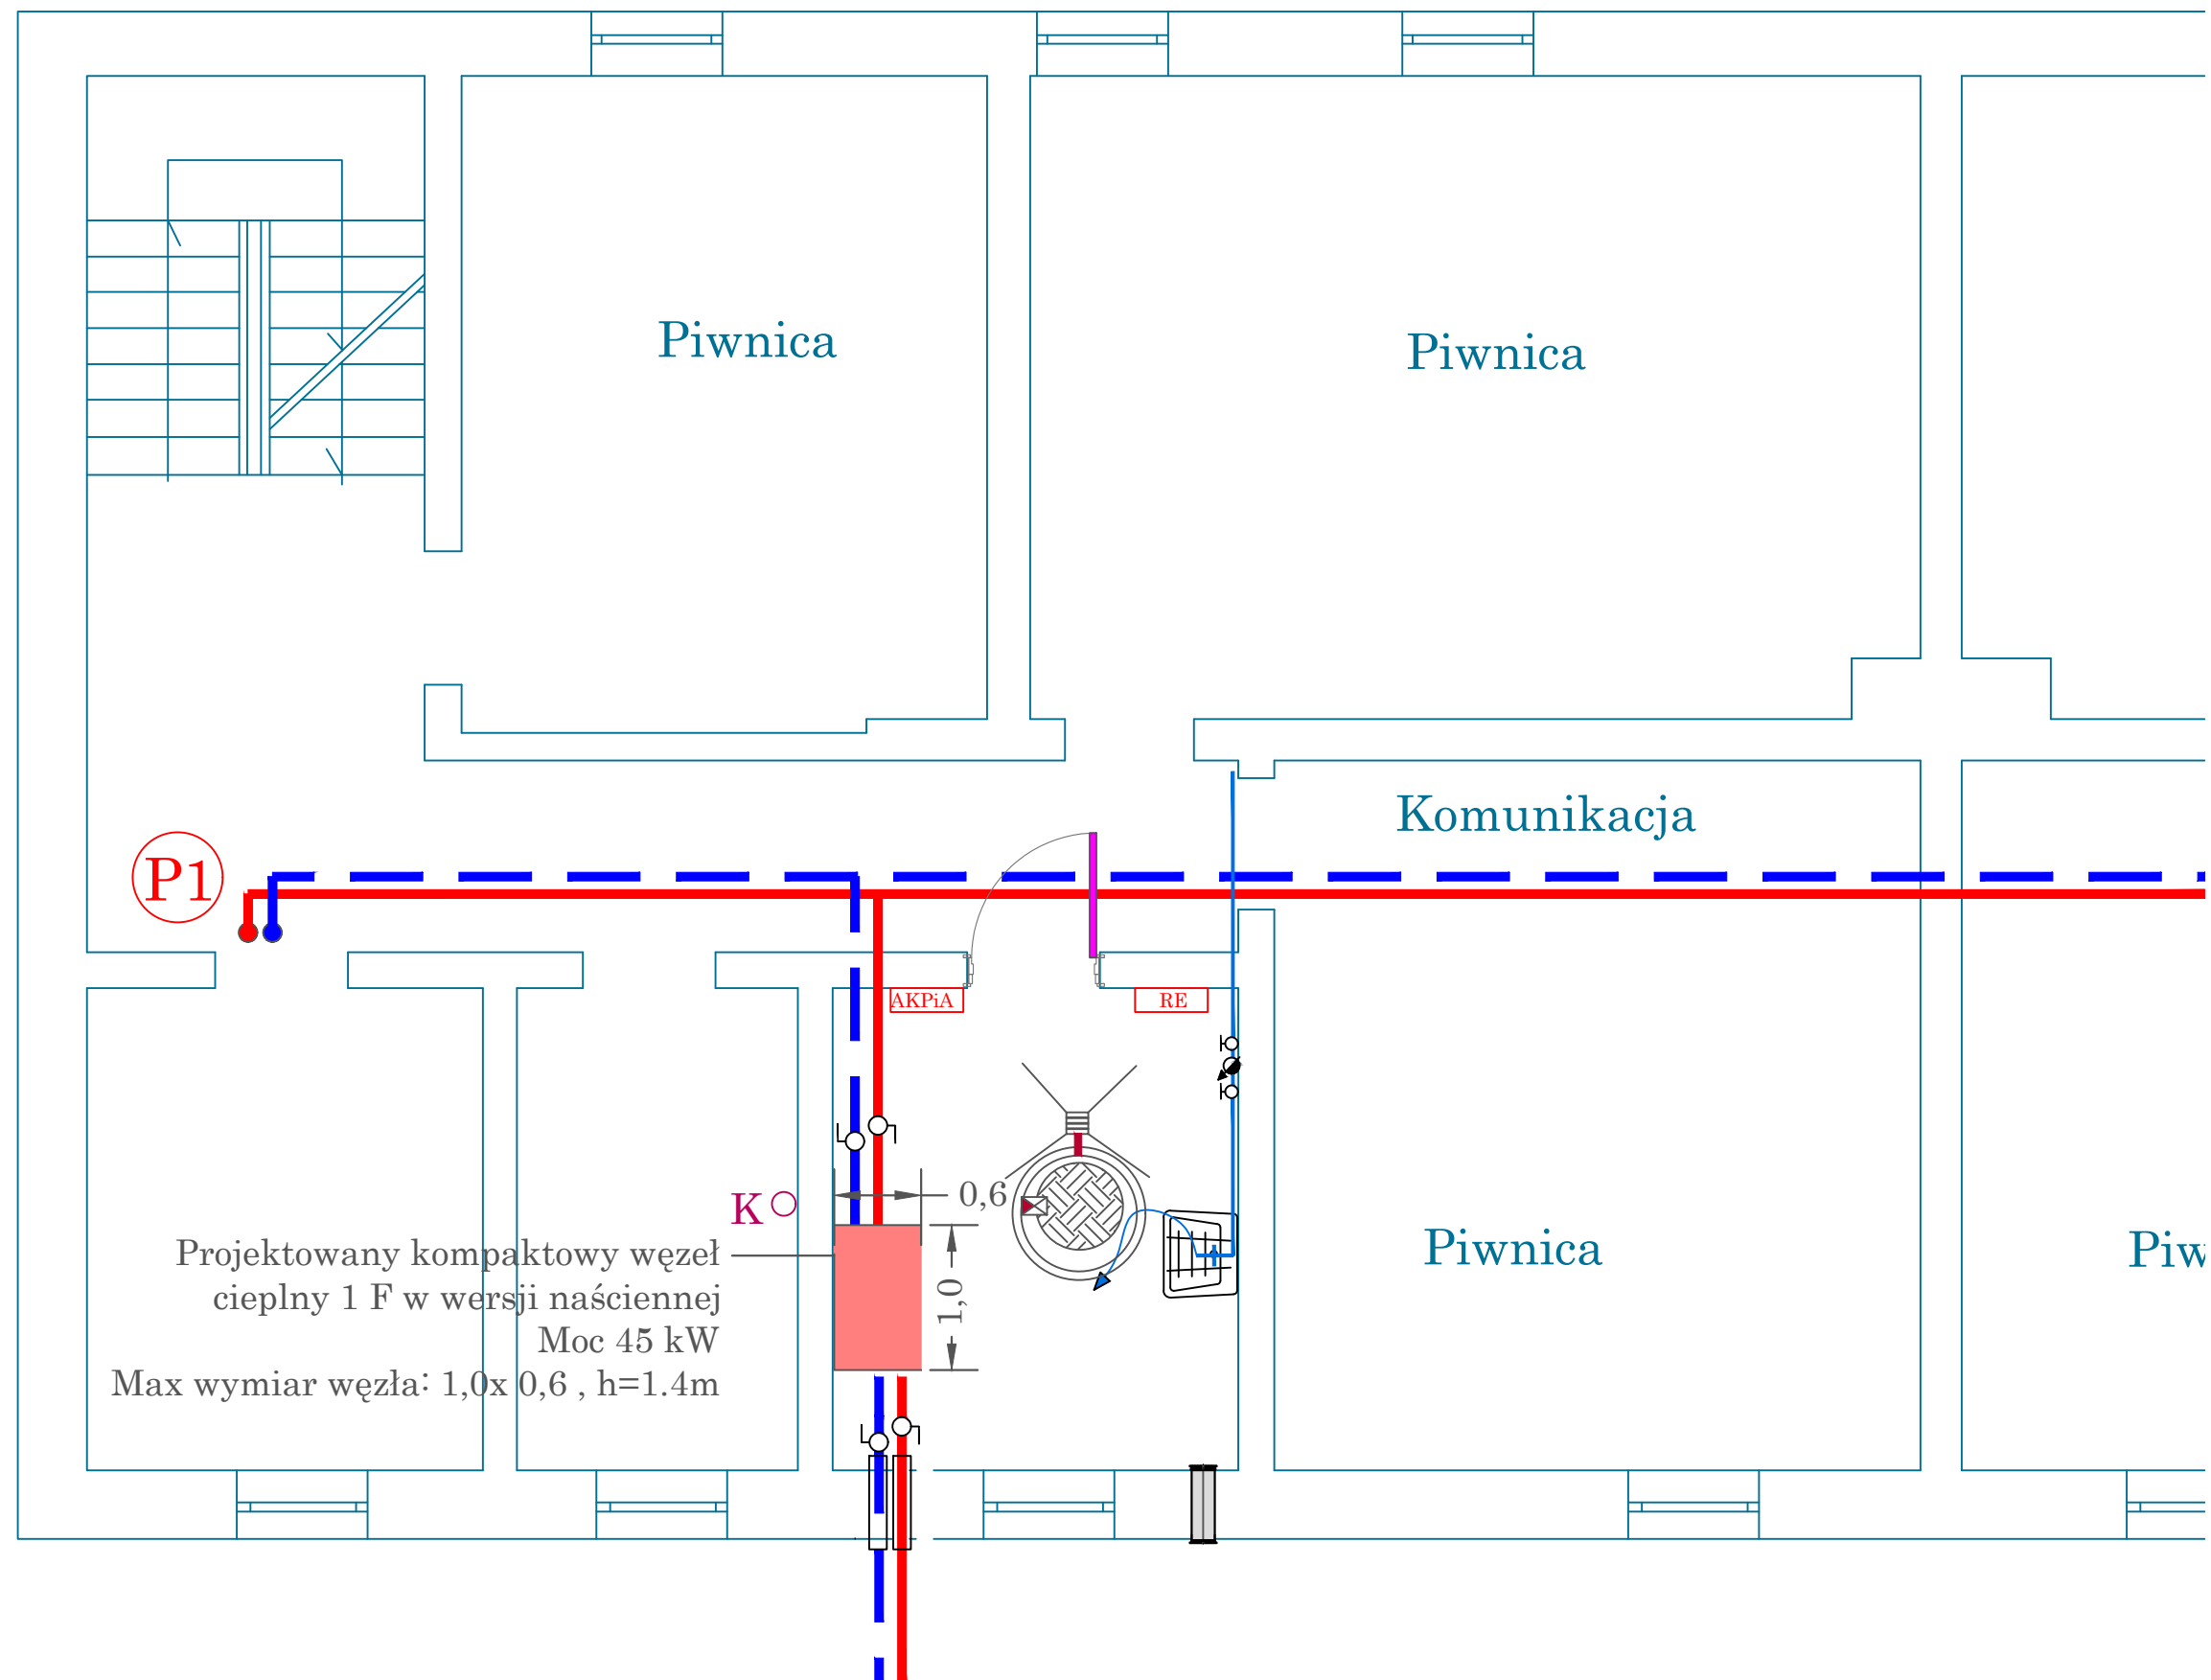 Piwnica
Piwnica
Komunikacja
P1
AKPiA
RE
K
0,6
1,0
Projektowany kompaktowy węzeł
cieplny 1 F w wersji naściennej
Moc 45 kW
Max wymiar węzła: 1,0x 0,6 , h=1.4m
Piwnica